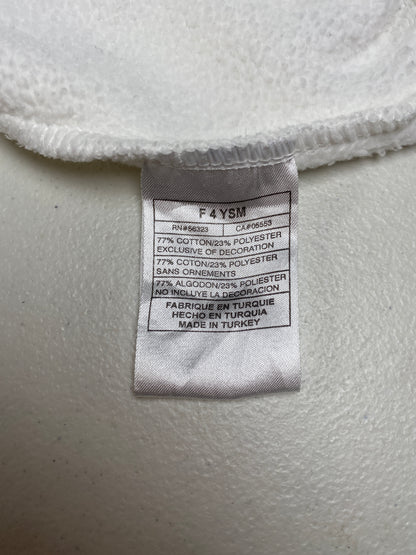 F 4 YSM
RN#56323 CA#05553
77% COTTON/23% POLYESTER
EXCLUSIVE OF DECORATION
77% COTTON/23% POLYESTER
SANS ORNEMENTS
77% ALGODON/23% POLIESTER
NO INCLUYE LA DECORACION
FABRIQUE EN TURQUIE
HECHO EN TURQUIA
MADE IN TURKEY